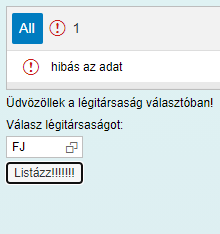 All 1
hibás az adat
Üdvözöllek a légitársaság választóban!
Válasz légitársaságot:
FJ
Listázz!!!!!!!